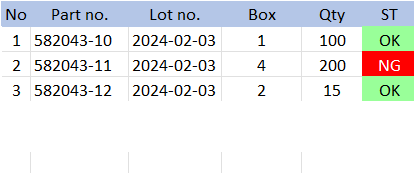 No Part no. Lot no. Box Qty ST
1 582043-10 2024-02-03 1 100 OK
2 582043-11 2024-02-03 4 200 NG
3 582043-12 2024-02-03 2 15 OK